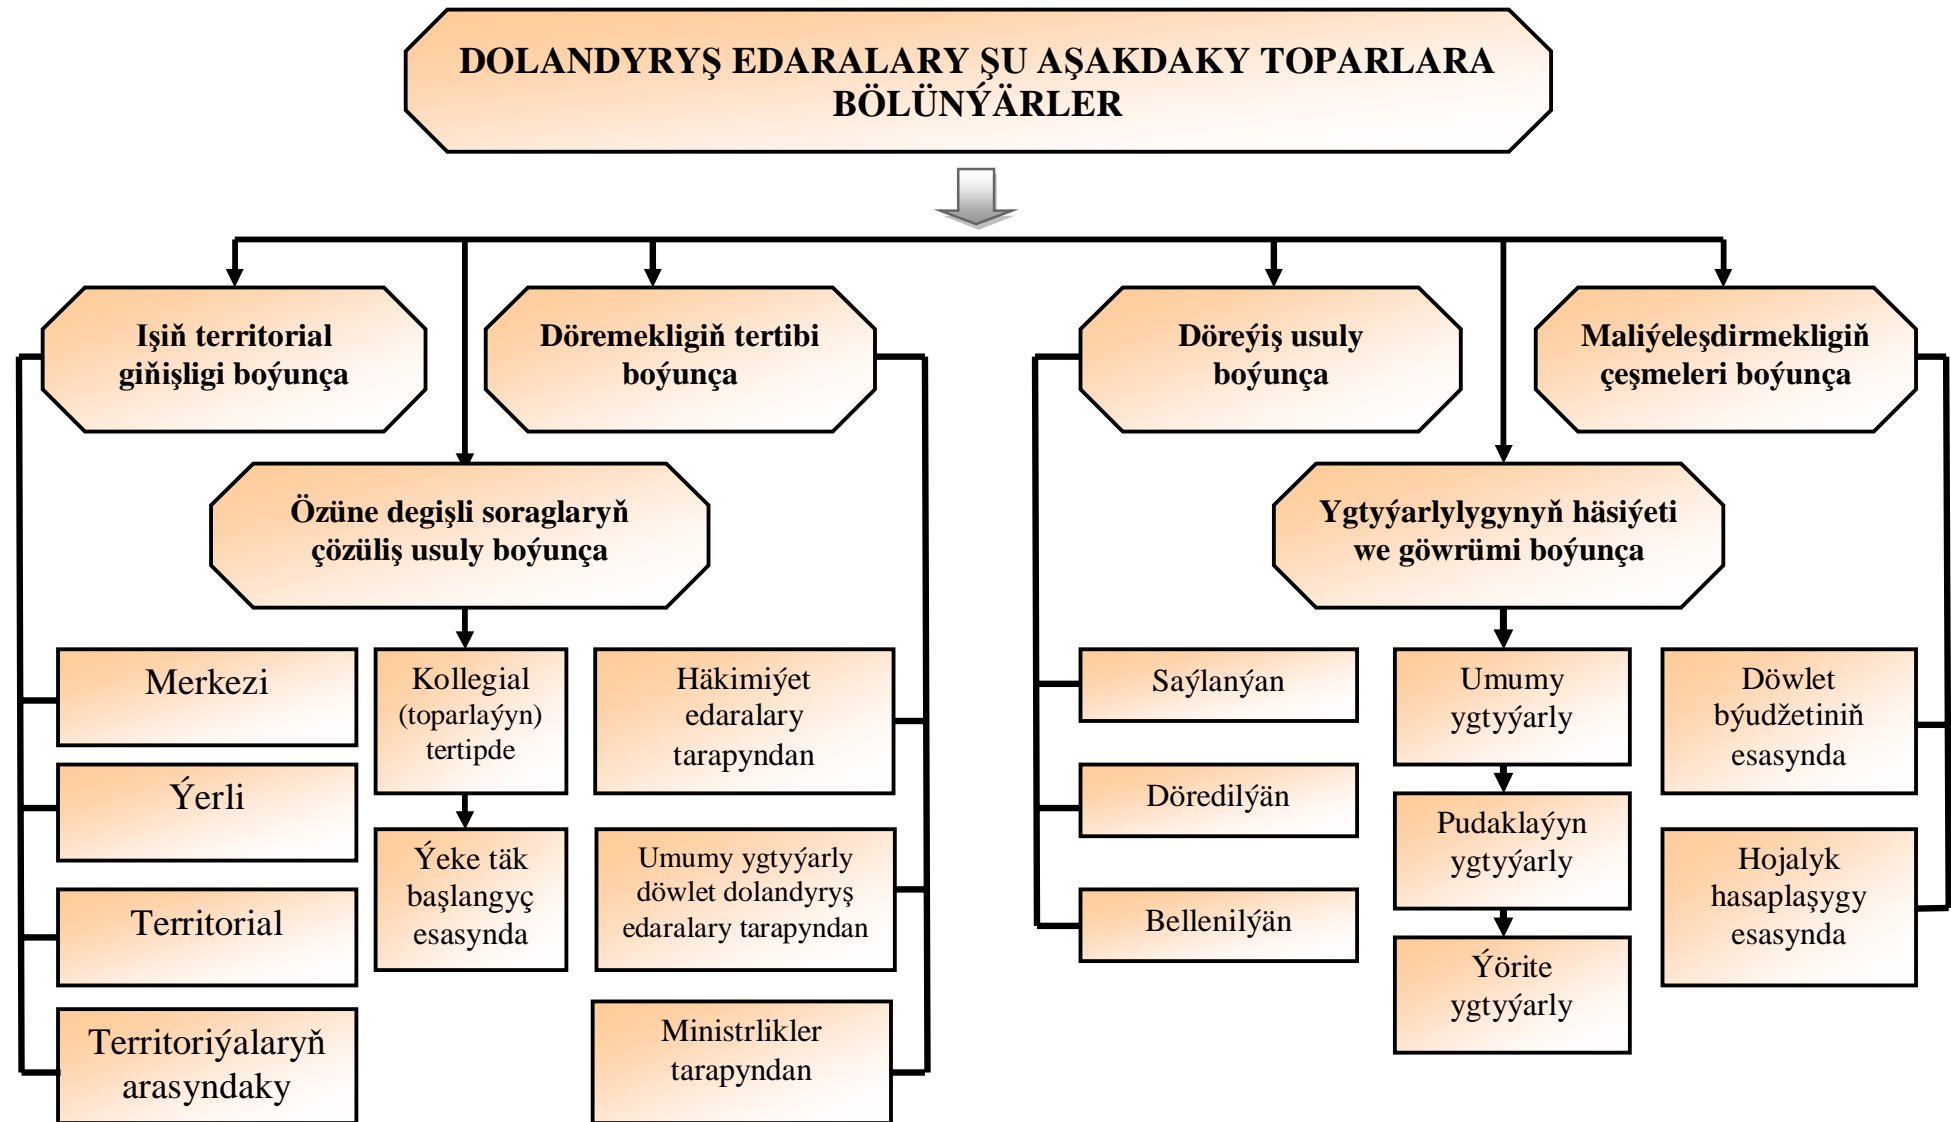 DOLANDYRYŞ EDARALARY ŞU AŞAKDAKY TOPARLARA
BÖLÜNÝÄRLER
Işiň territorial
giňişligi boýunça
Döremekligiň tertibi
boýunça
Döreýiş usuly
boýunça
Maliýeleşdirmekligiň
çeşmeleri boýunça
Özüne degişli soraglaryň
çözüliş usuly boýunça
Ygtyýarlylygynyň häsiýeti
we göwrümi boýunça
Merkezi
Ýerli
Territorial
Territoriýalaryň
arasyndaky
Kollegial
(toparlaýyn)
tertipde
Ýeke täk
başlangyç
esasynda
Häkimiýet
edaralary
tarapyndan
Umumy ygtyýarly
döwlet dolandyryş
edaralary tarapyndan
Ministrlikler
tarapyndan
Saýlanýan
Döredilýän
Bellenilýän
Umumy
ygtyýarly
Pudaklaýyn
ygtyýarly
Ýörite
ygtyýarly
Döwlet
býudžetiniň
esasynda
Hojalyk
hasaplaşygy
esasynda